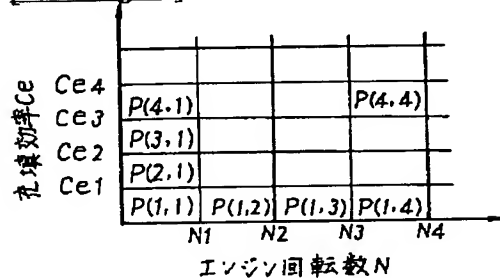 Ce4
P(4,1) P(4,4)
Ce3
P(3,1)
Ce2
P(2,1)
Ce1
P(1,1) P(1,2) P(1,3) P(1,4)
N1 N2 N3 N4
充填効率Ce
エンジン回転数N